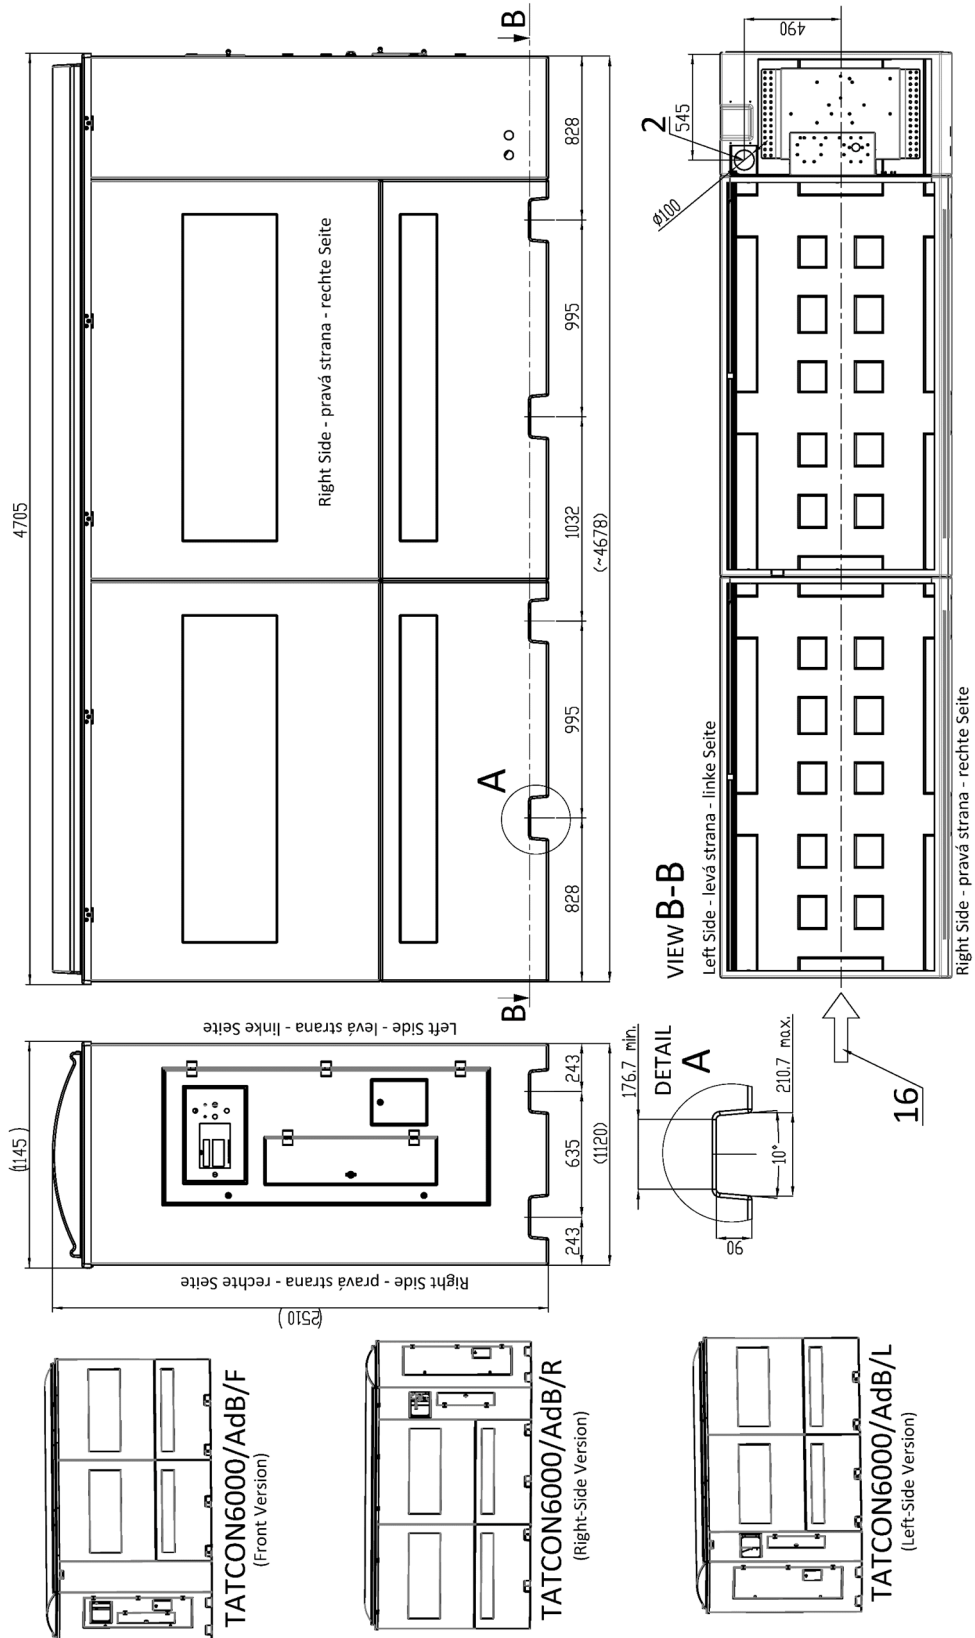 4705
B
B
828
995
1032
995
828
(~4678)
A
Right Side - pravá strana - rechte Seite
Left Side - levá strana - linke Seite
Right Side - pravá strana - rechte Seite
(1145 )
(2510 )
243
635
243
(1120)
DETAIL
A
176.7 min.
210.7 max.
10°
90
VIEW B-B
Left Side - levá strana - linke Seite
Right Side - pravá strana - rechte Seite
2
545
490
Ø100
16
TATCON6000/AdB/F
(Front Version)
TATCON6000/AdB/R
(Right-Side Version)
TATCON6000/AdB/L
(Left-Side Version)